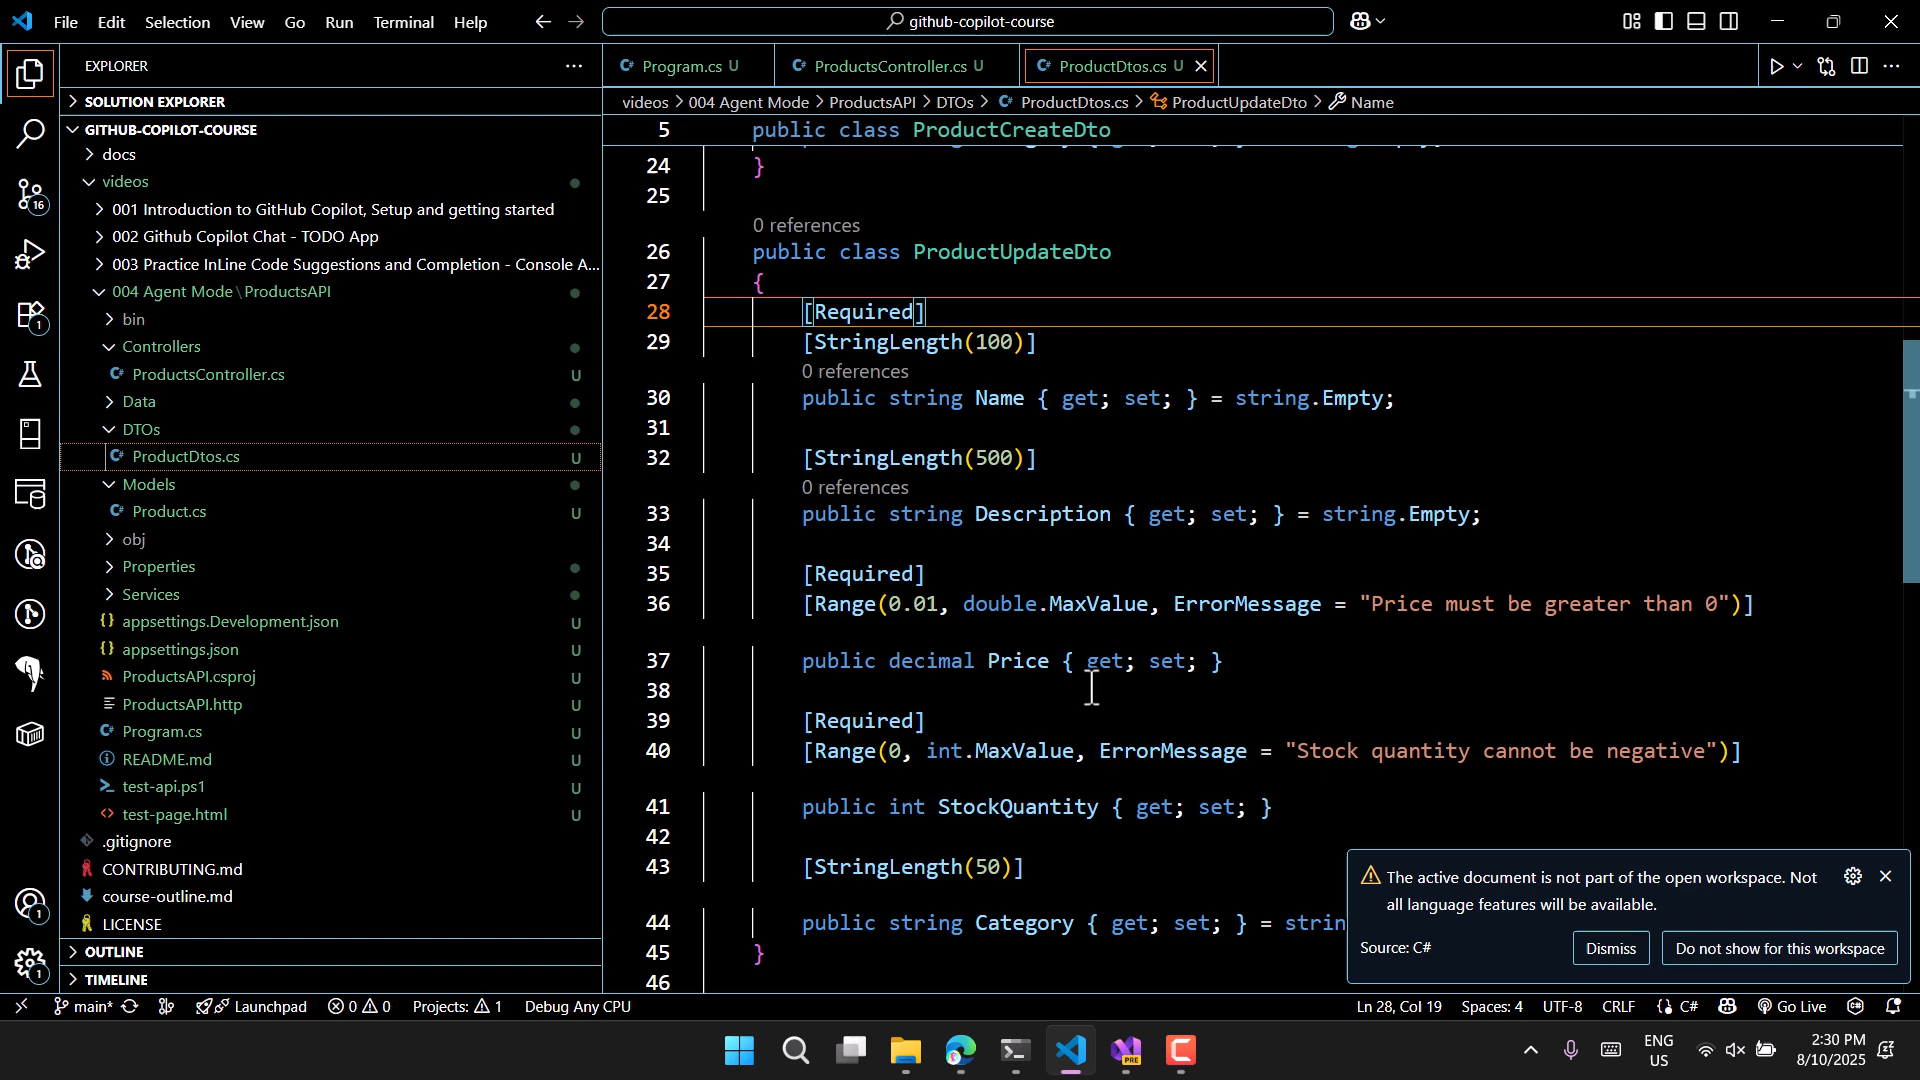 File Edit Selection View Go Run Terminal Help
github-copilot-course
EXPLORER
SOLUTION EXPLORER
GITHUB-COPILOT-COURSE
docs
videos
001 Introduction to GitHub Copilot, Setup and getting started
002 Github Copilot Chat - TODO App
003 Practice InLine Code Suggestions and Completion - Console A...
004 Agent Mode\ProductsAPI
bin
Controllers
ProductsController.cs U
Data
DTOs
ProductDtos.cs U
Models
Product.cs U
obj
Properties
Services
appsettings.Development.json U
appsettings.json U
ProductsAPI.csproj U
ProductsAPI.http U
Program.cs U
README.md U
test-api.ps1 U
test-page.html U
.gitignore
CONTRIBUTING.md
course-outline.md
LICENSE
OUTLINE
TIMELINE
16
1
1
1
Program.cs U
ProductsController.cs U
ProductDtos.cs U
videos > 004 Agent Mode > ProductsAPI > DTOs > ProductDtos.cs > ProductUpdateDto > Name
5 public class ProductCreateDto
24 }
25
0 references
26 public class ProductUpdateDto
27 {
28 [Required]
29 [StringLength(100)]
0 references
30 public string Name { get; set; } = string.Empty;
31
32 [StringLength(500)]
0 references
33 public string Description { get; set; } = string.Empty;
34
35 [Required]
36 [Range(0.01, double.MaxValue, ErrorMessage = "Price must be greater than 0")]
37 public decimal Price { get; set; }
38
39 [Required]
40 [Range(0, int.MaxValue, ErrorMessage = "Stock quantity cannot be negative")]
41 public int StockQuantity { get; set; }
42
43 [StringLength(50)]
44 public string Category { get; set; } = strin
45 }
46
The active document is not part of the open workspace. Not
all language features will be available.
Source: C#
Dismiss
Do not show for this workspace
main* Launchpad 0 0 Projects: 1 Debug Any CPU
Ln 28, Col 19 Spaces: 4 UTF-8 CRLF C# Go Live
PRE
ENG
US
2:30 PM
8/10/2025